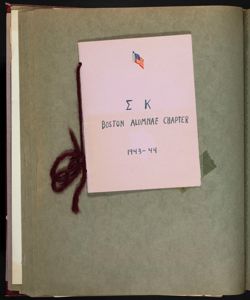 Σ Κ
BOSTON ALUMNAE CHAPTER
1943-44